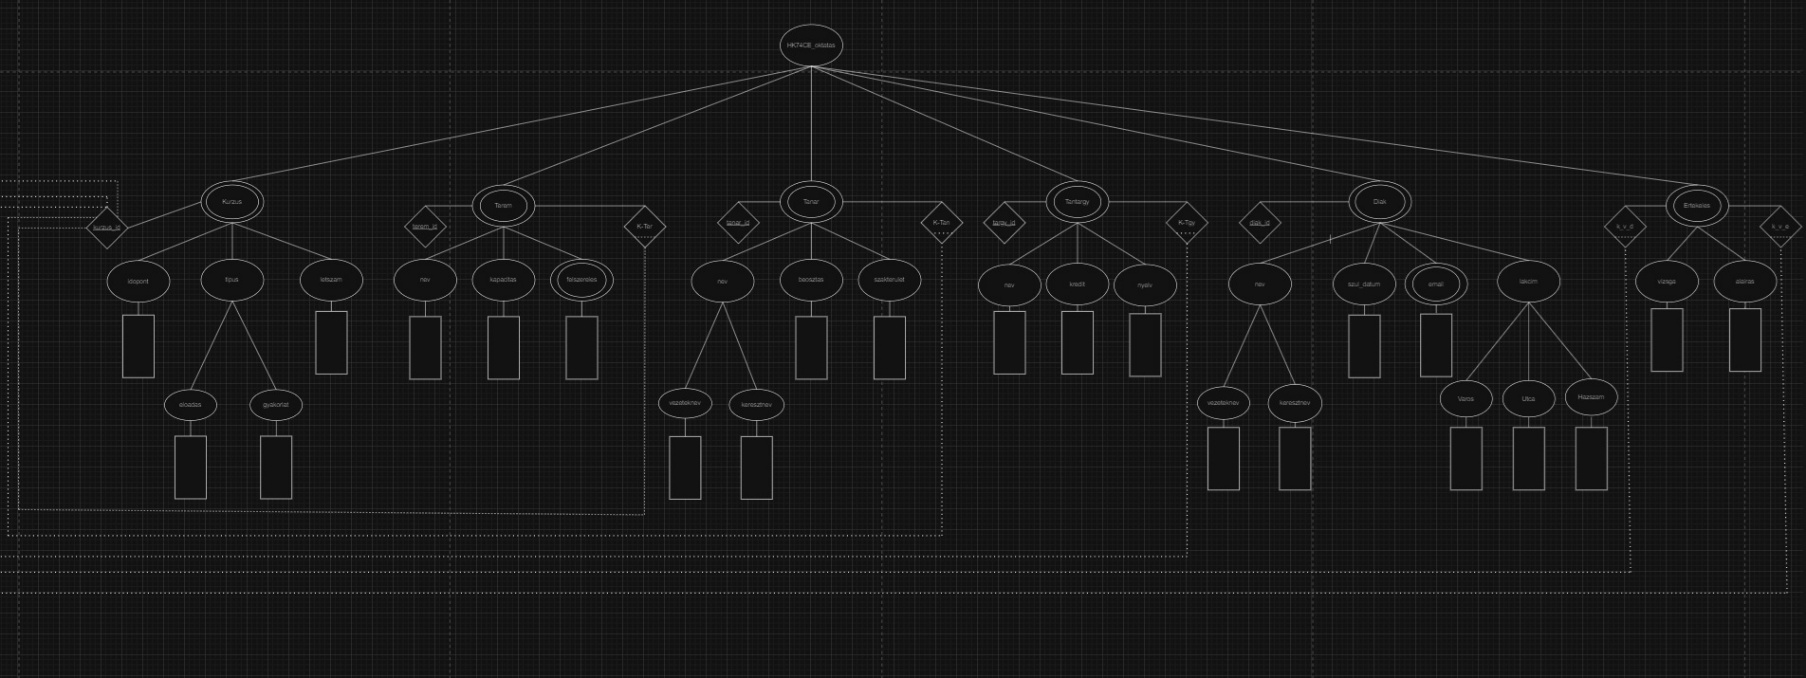 HK74CE_oktatas
Kurzus
Terem
Tanar
Tantargy
Diak
Ertekeles
kurzus_id
terem_id
K-Ter
tanar_id
K-Tan
targy_id
K-Tgy
diak_id
k_v_d
k_v_e
idopont
tipus
letszam
nev
kapacitas
felszereles
nev
beosztas
szakterulet
nev
kredit
nyelv
nev
szul_datum
email
lakcim
vizsga
alairas
eloadas
gyakorlat
vezeteknev
keresztnev
vezeteknev
keresztnev
Varos
Utca
Hazszam